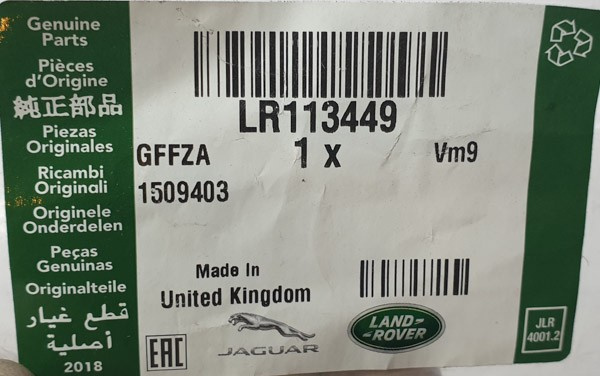 Genuine
Parts
Pièces
d'Origine
純正部品
Piezas
Originales
Ricambi
Originali
Originele
Onderdelen
Peças
Genuinas
Originalteile
قطع غيار
أصلية
2018
LR113449
GFFZA
1 x
Vm9
1509403
Made In
United Kingdom
EAC
JAGUAR
LAND-
-ROVER
JLR
4001.2